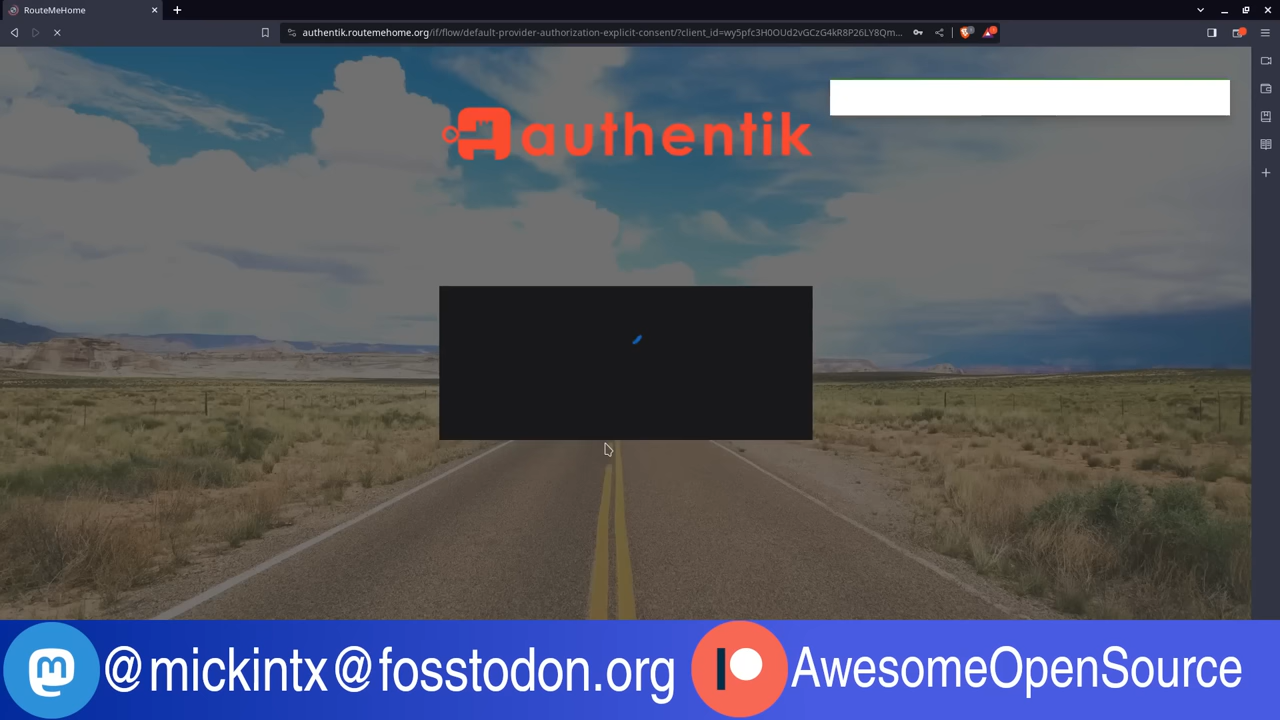 RouteMeHome
authentik.routemehome.org/if/flow/default-provider-authorization-explicit-consent/?client_id=wy5pfc3H0OUd2vGCzG4kR8P26LY8Qm...
authentik
@mickintx@fosstodon.org
AwesomeOpenSource